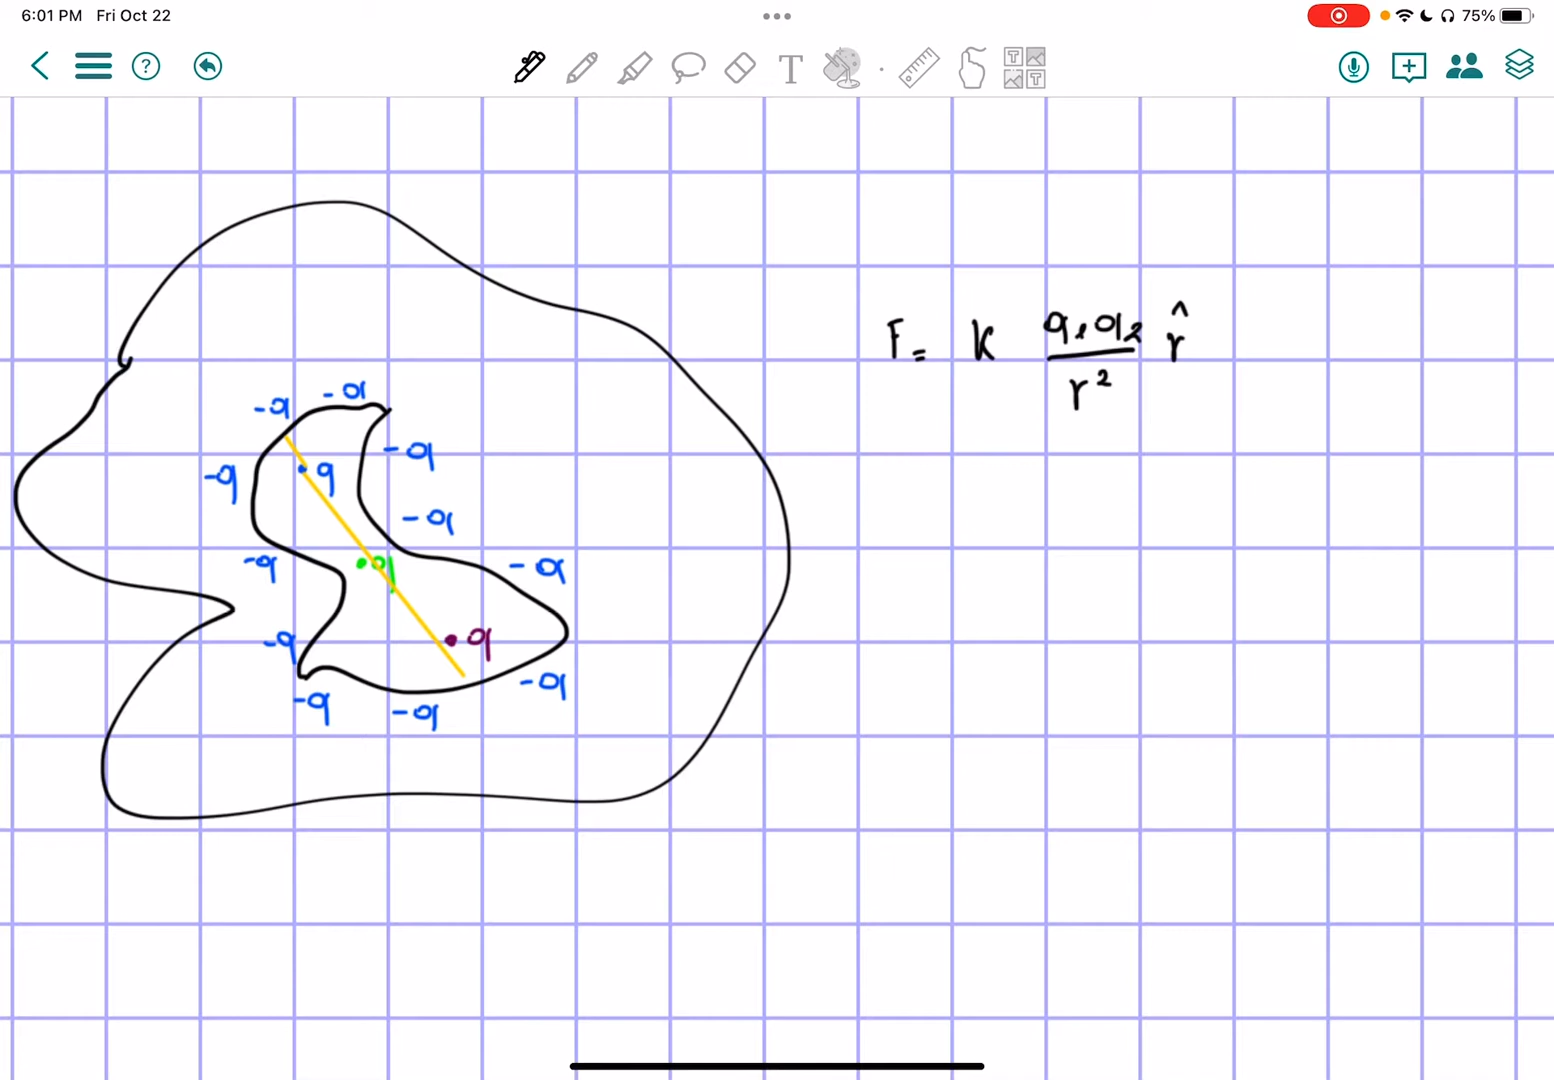 6:01 PM Fri Oct 22
75%
?
T
F = k q₁q₂ / r² r̂
-q
-q
-q
-q
q
-q
-q
q
-q
-q
q
-q
-q
-q